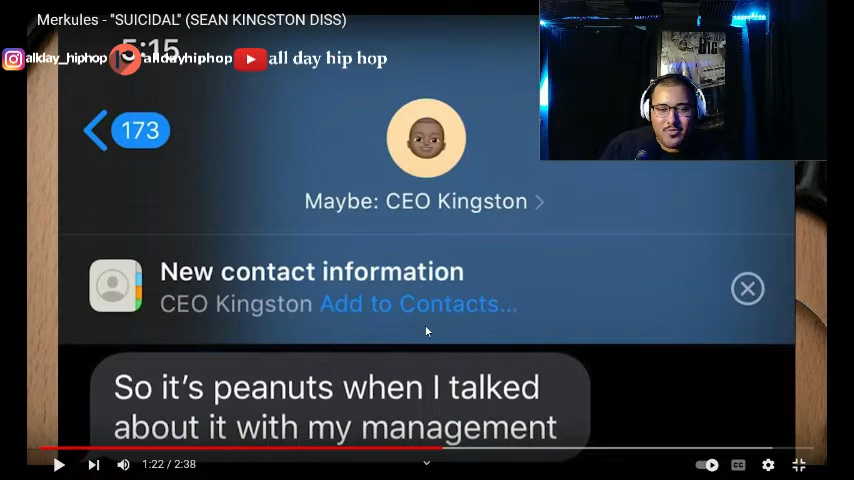 Merkules - "SUICIDAL" (SEAN KINGSTON DISS)
5:15
allday_hiphop alldayhiphop all day hip hop
173
Maybe: CEO Kingston
New contact information
CEO Kingston Add to Contacts...
So it's peanuts when I talked
about it with my management
1:22 / 2:38